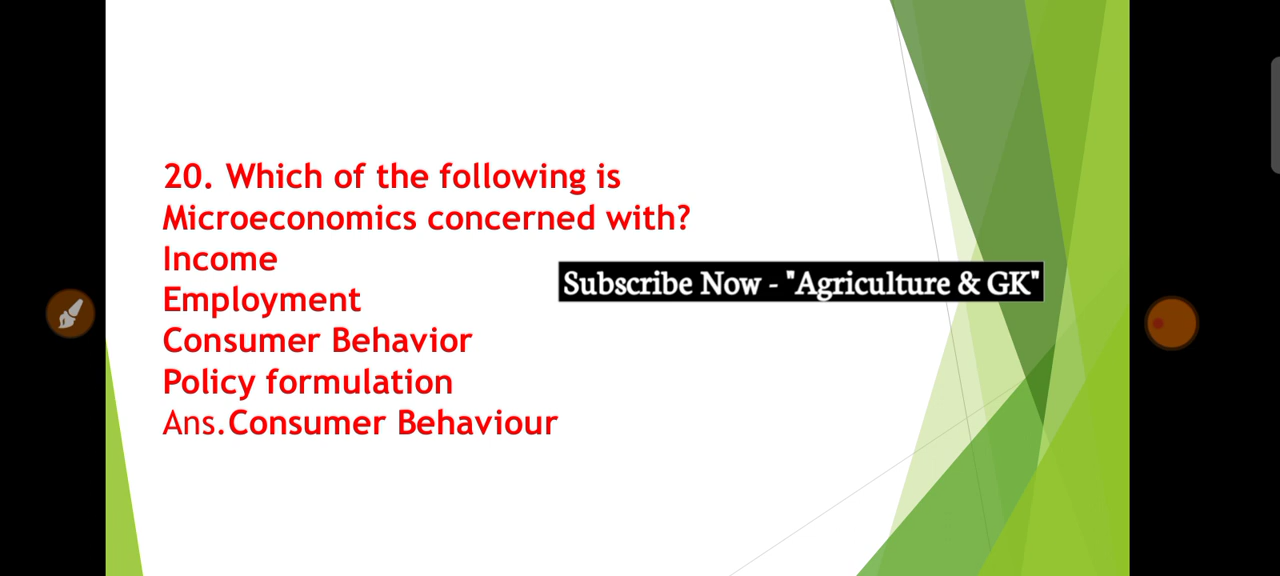 20. Which of the following is
Microeconomics concerned with?
Income
Employment
Consumer Behavior
Policy formulation
Ans.Consumer Behaviour
Subscribe Now - "Agriculture & GK"